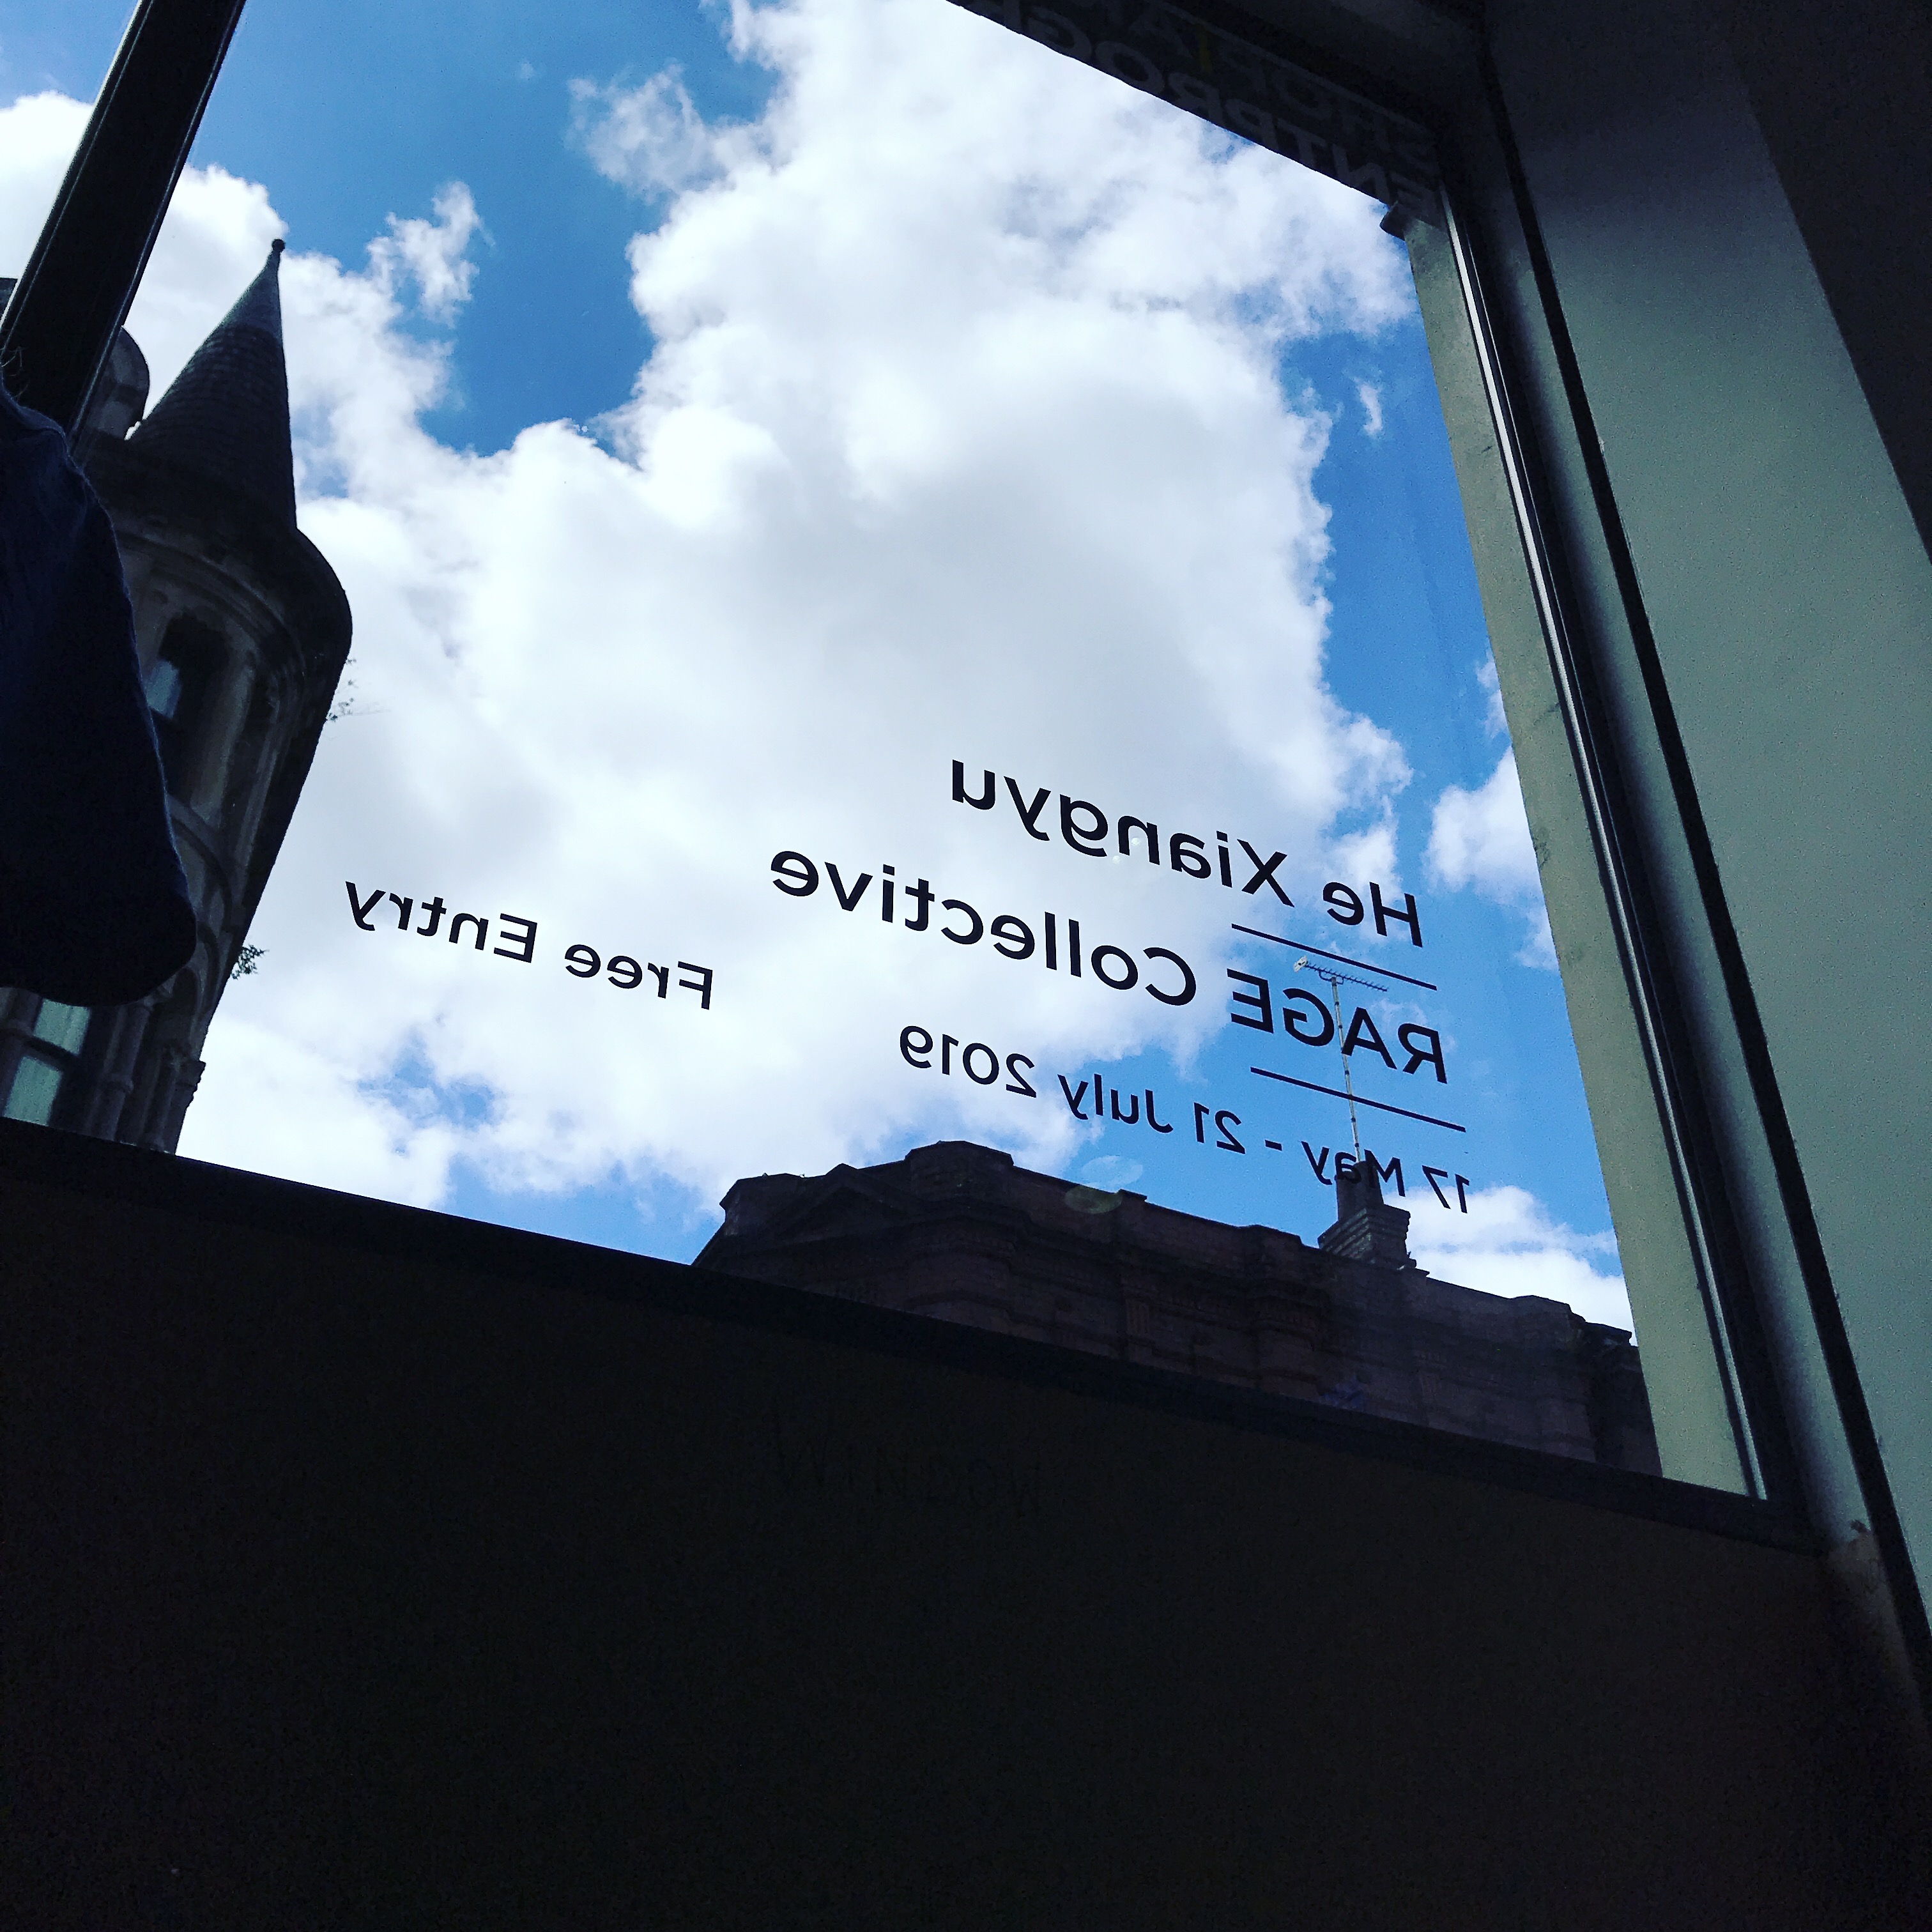 He Xiangyu
RAGE Collective
17 May - 21 July 2019
Free Entry